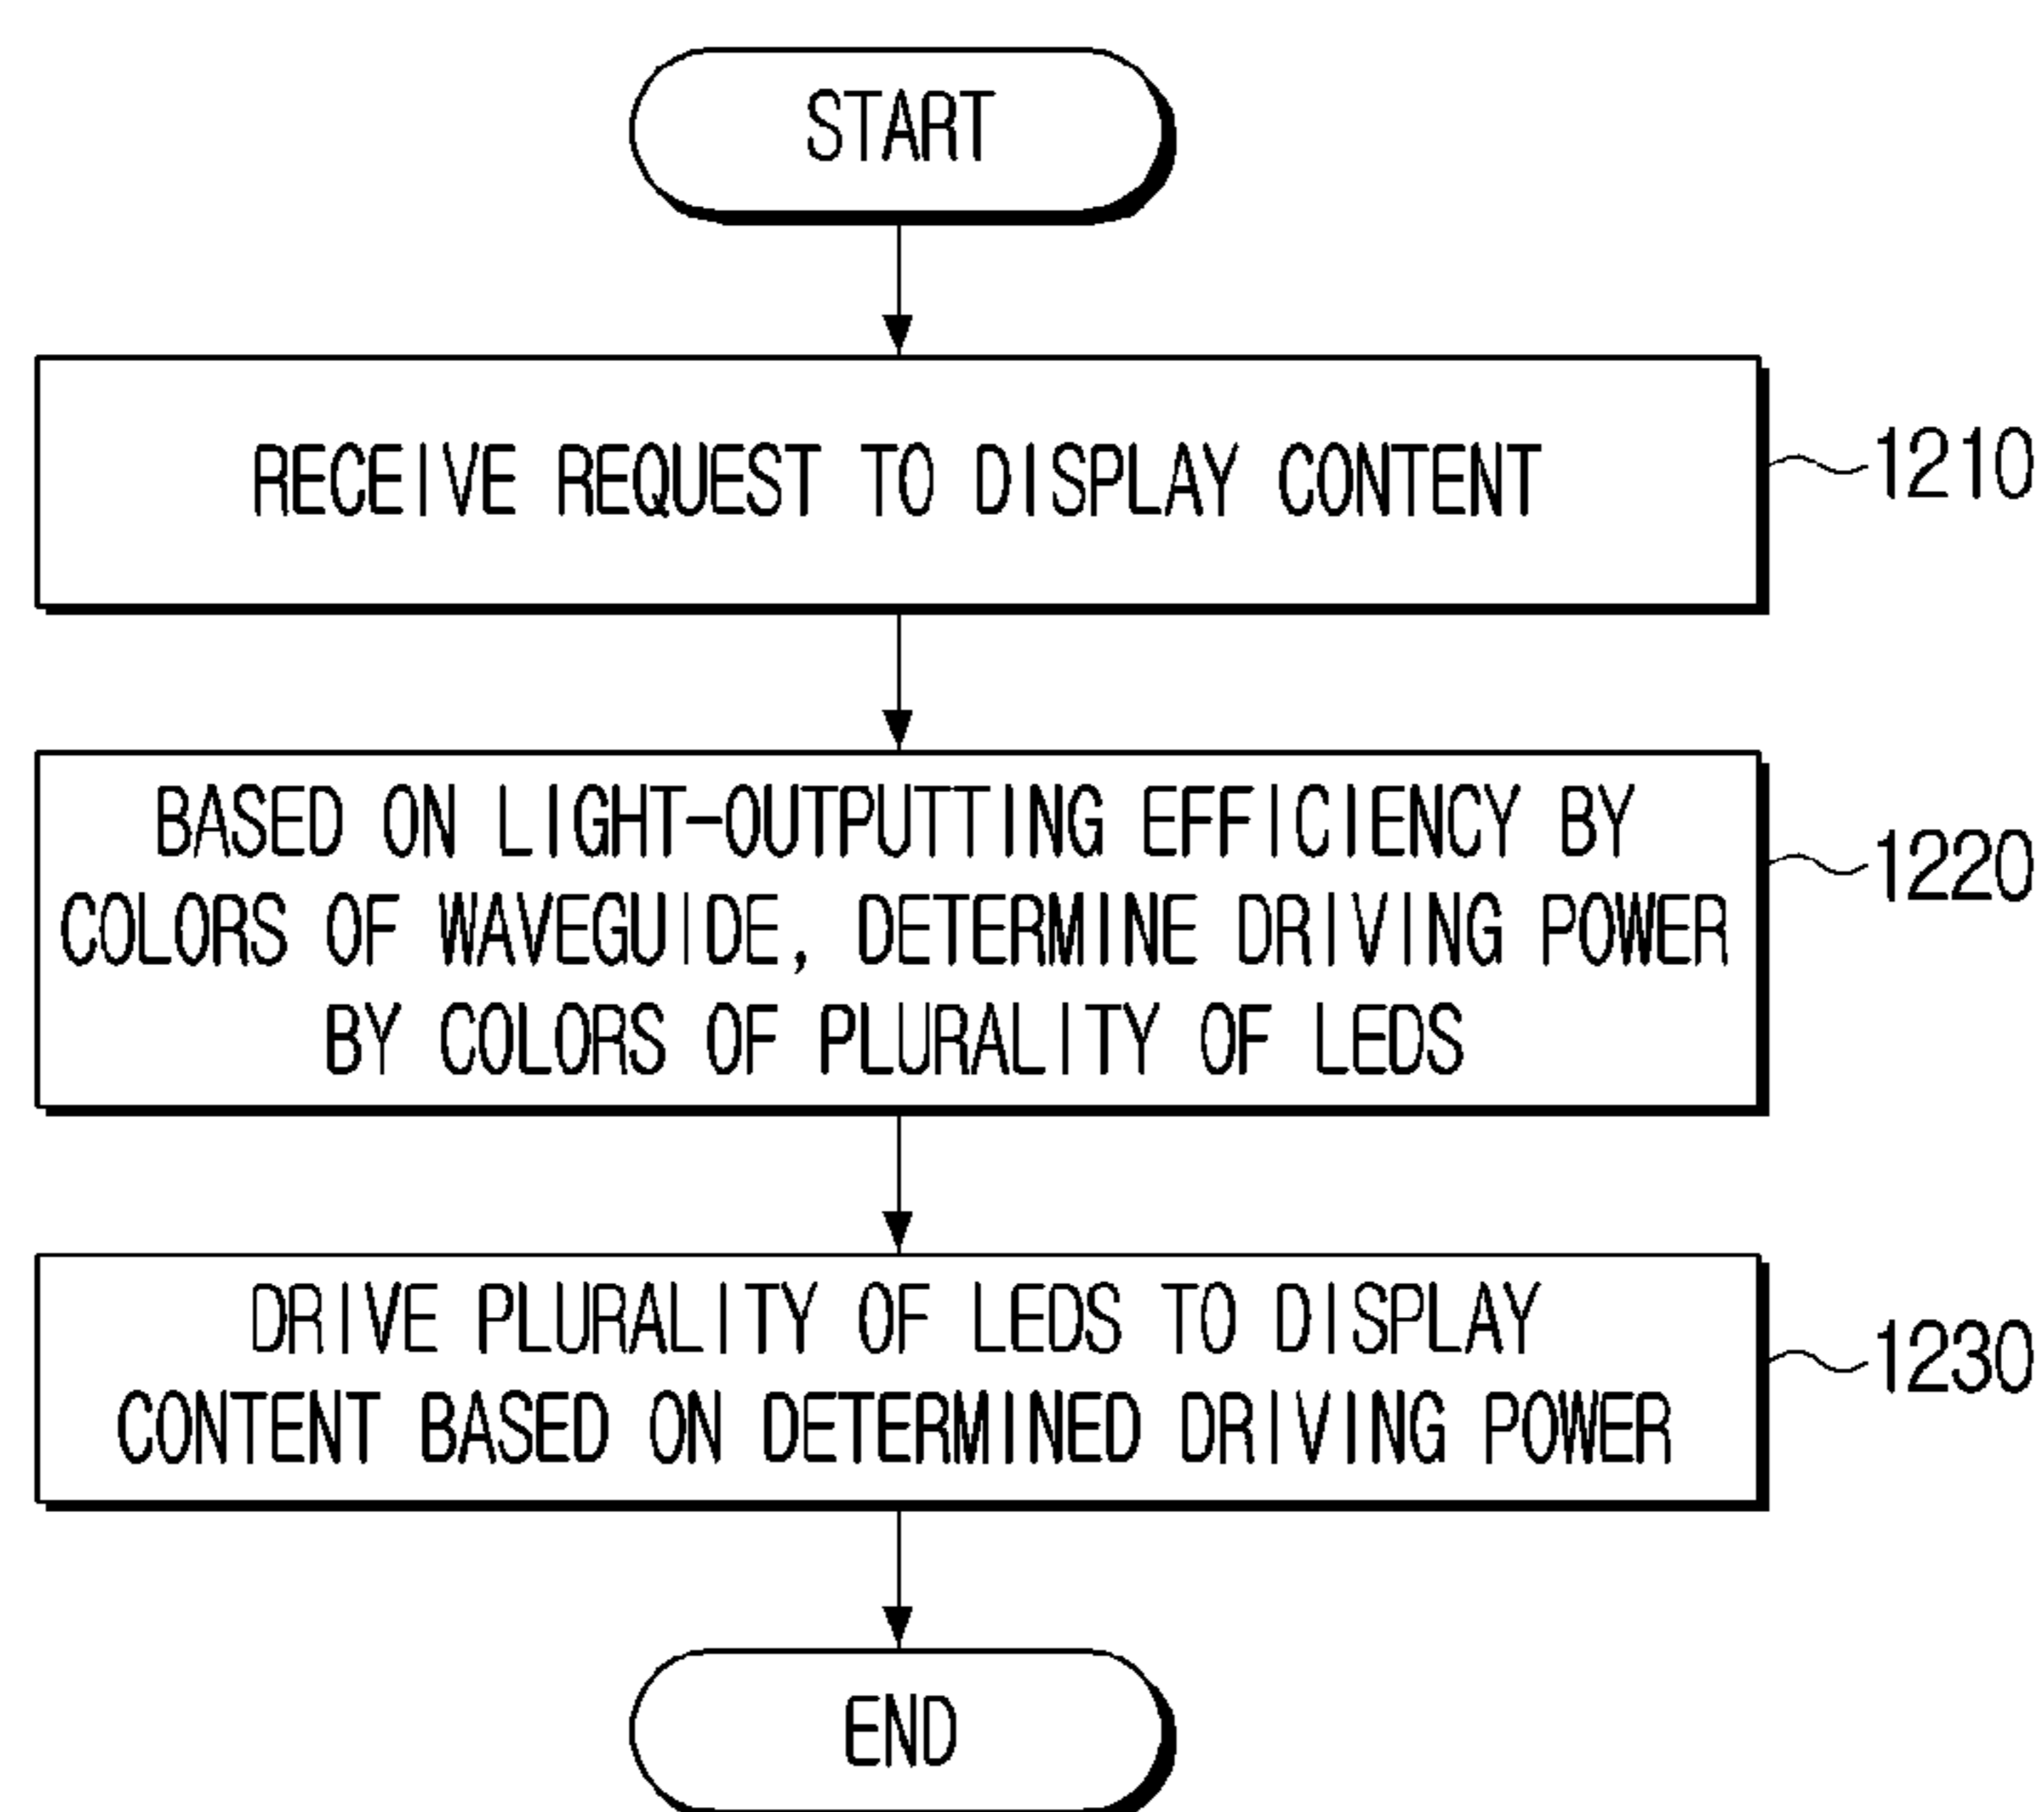 START
RECEIVE REQUEST TO DISPLAY CONTENT
1210
BASED ON LIGHT-OUTPUTTING EFFICIENCY BY
COLORS OF WAVEGUIDE, DETERMINE DRIVING POWER
BY COLORS OF PLURALITY OF LEDS
1220
DRIVE PLURALITY OF LEDS TO DISPLAY
CONTENT BASED ON DETERMINED DRIVING POWER
1230
END